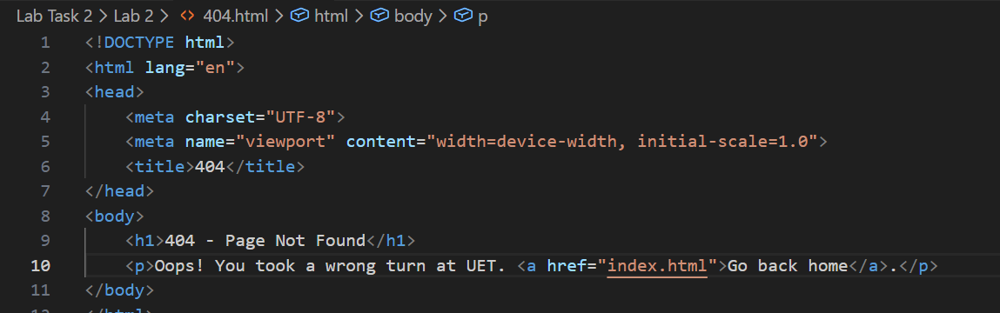 Lab Task 2 > Lab 2 > <> 404.html > html > body > p
1 <!DOCTYPE html>
2 <html lang="en">
3 <head>
4     <meta charset="UTF-8">
5     <meta name="viewport" content="width=device-width, initial-scale=1.0">
6     <title>404</title>
7 </head>
8 <body>
9     <h1>404 - Page Not Found</h1>
10     <p>Oops! You took a wrong turn at UET. <a href="index.html">Go back home</a>.</p>
11 </body>
12 </html>